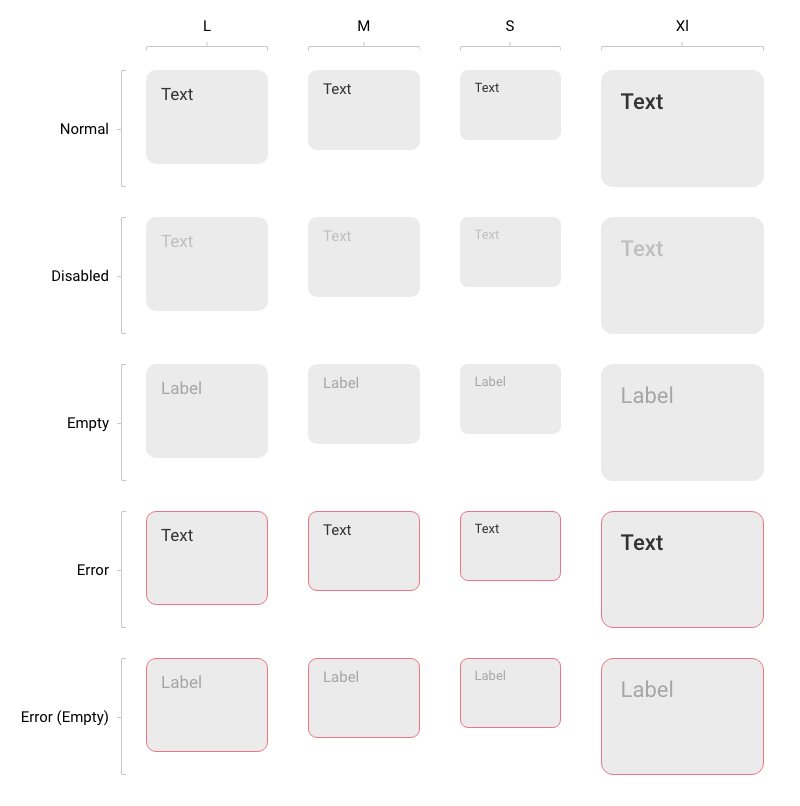 L M S Xl
Normal Text Text Text Text
Disabled Text Text Text Text
Empty Label Label Label Label
Error Text Text Text Text
Error (Empty) Label Label Label Label